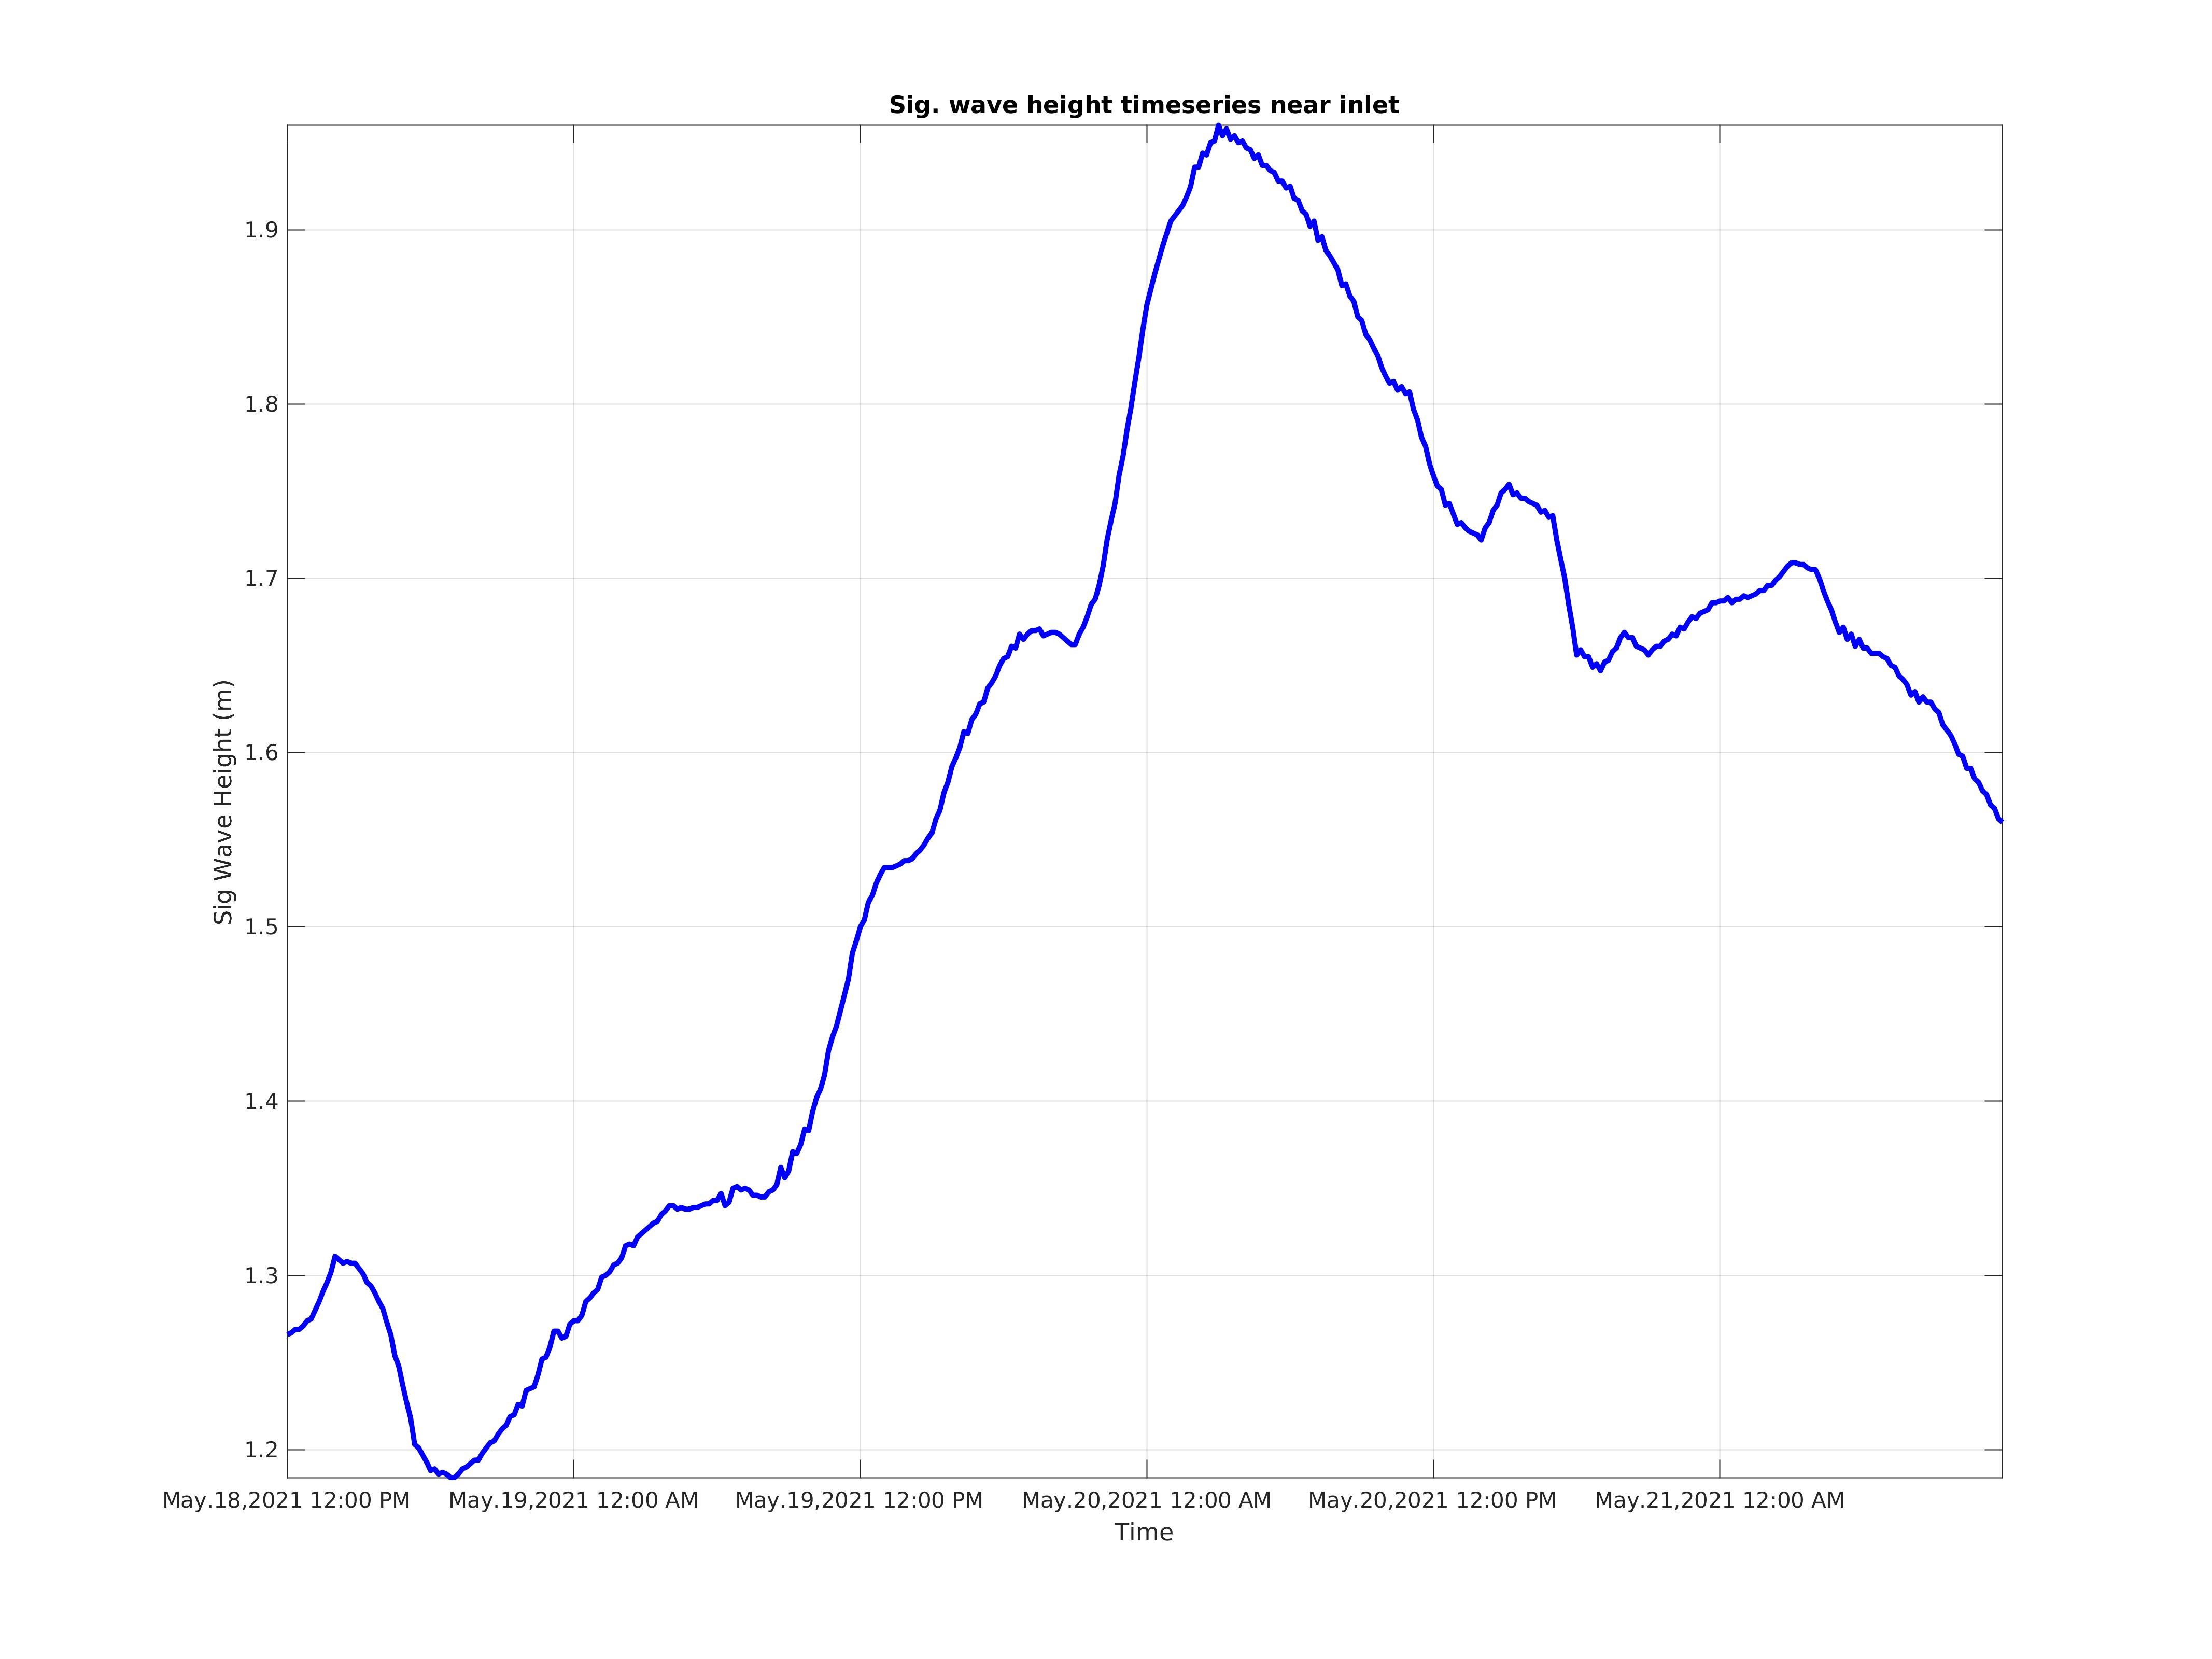 Sig. wave height timeseries near inlet
1.9
1.8
1.7
1.6
1.5
1.4
1.3
1.2
Sig Wave Height (m)
May.18,2021 12:00 PM May.19,2021 12:00 AM May.19,2021 12:00 PM May.20,2021 12:00 AM May.20,2021 12:00 PM May.21,2021 12:00 AM
Time